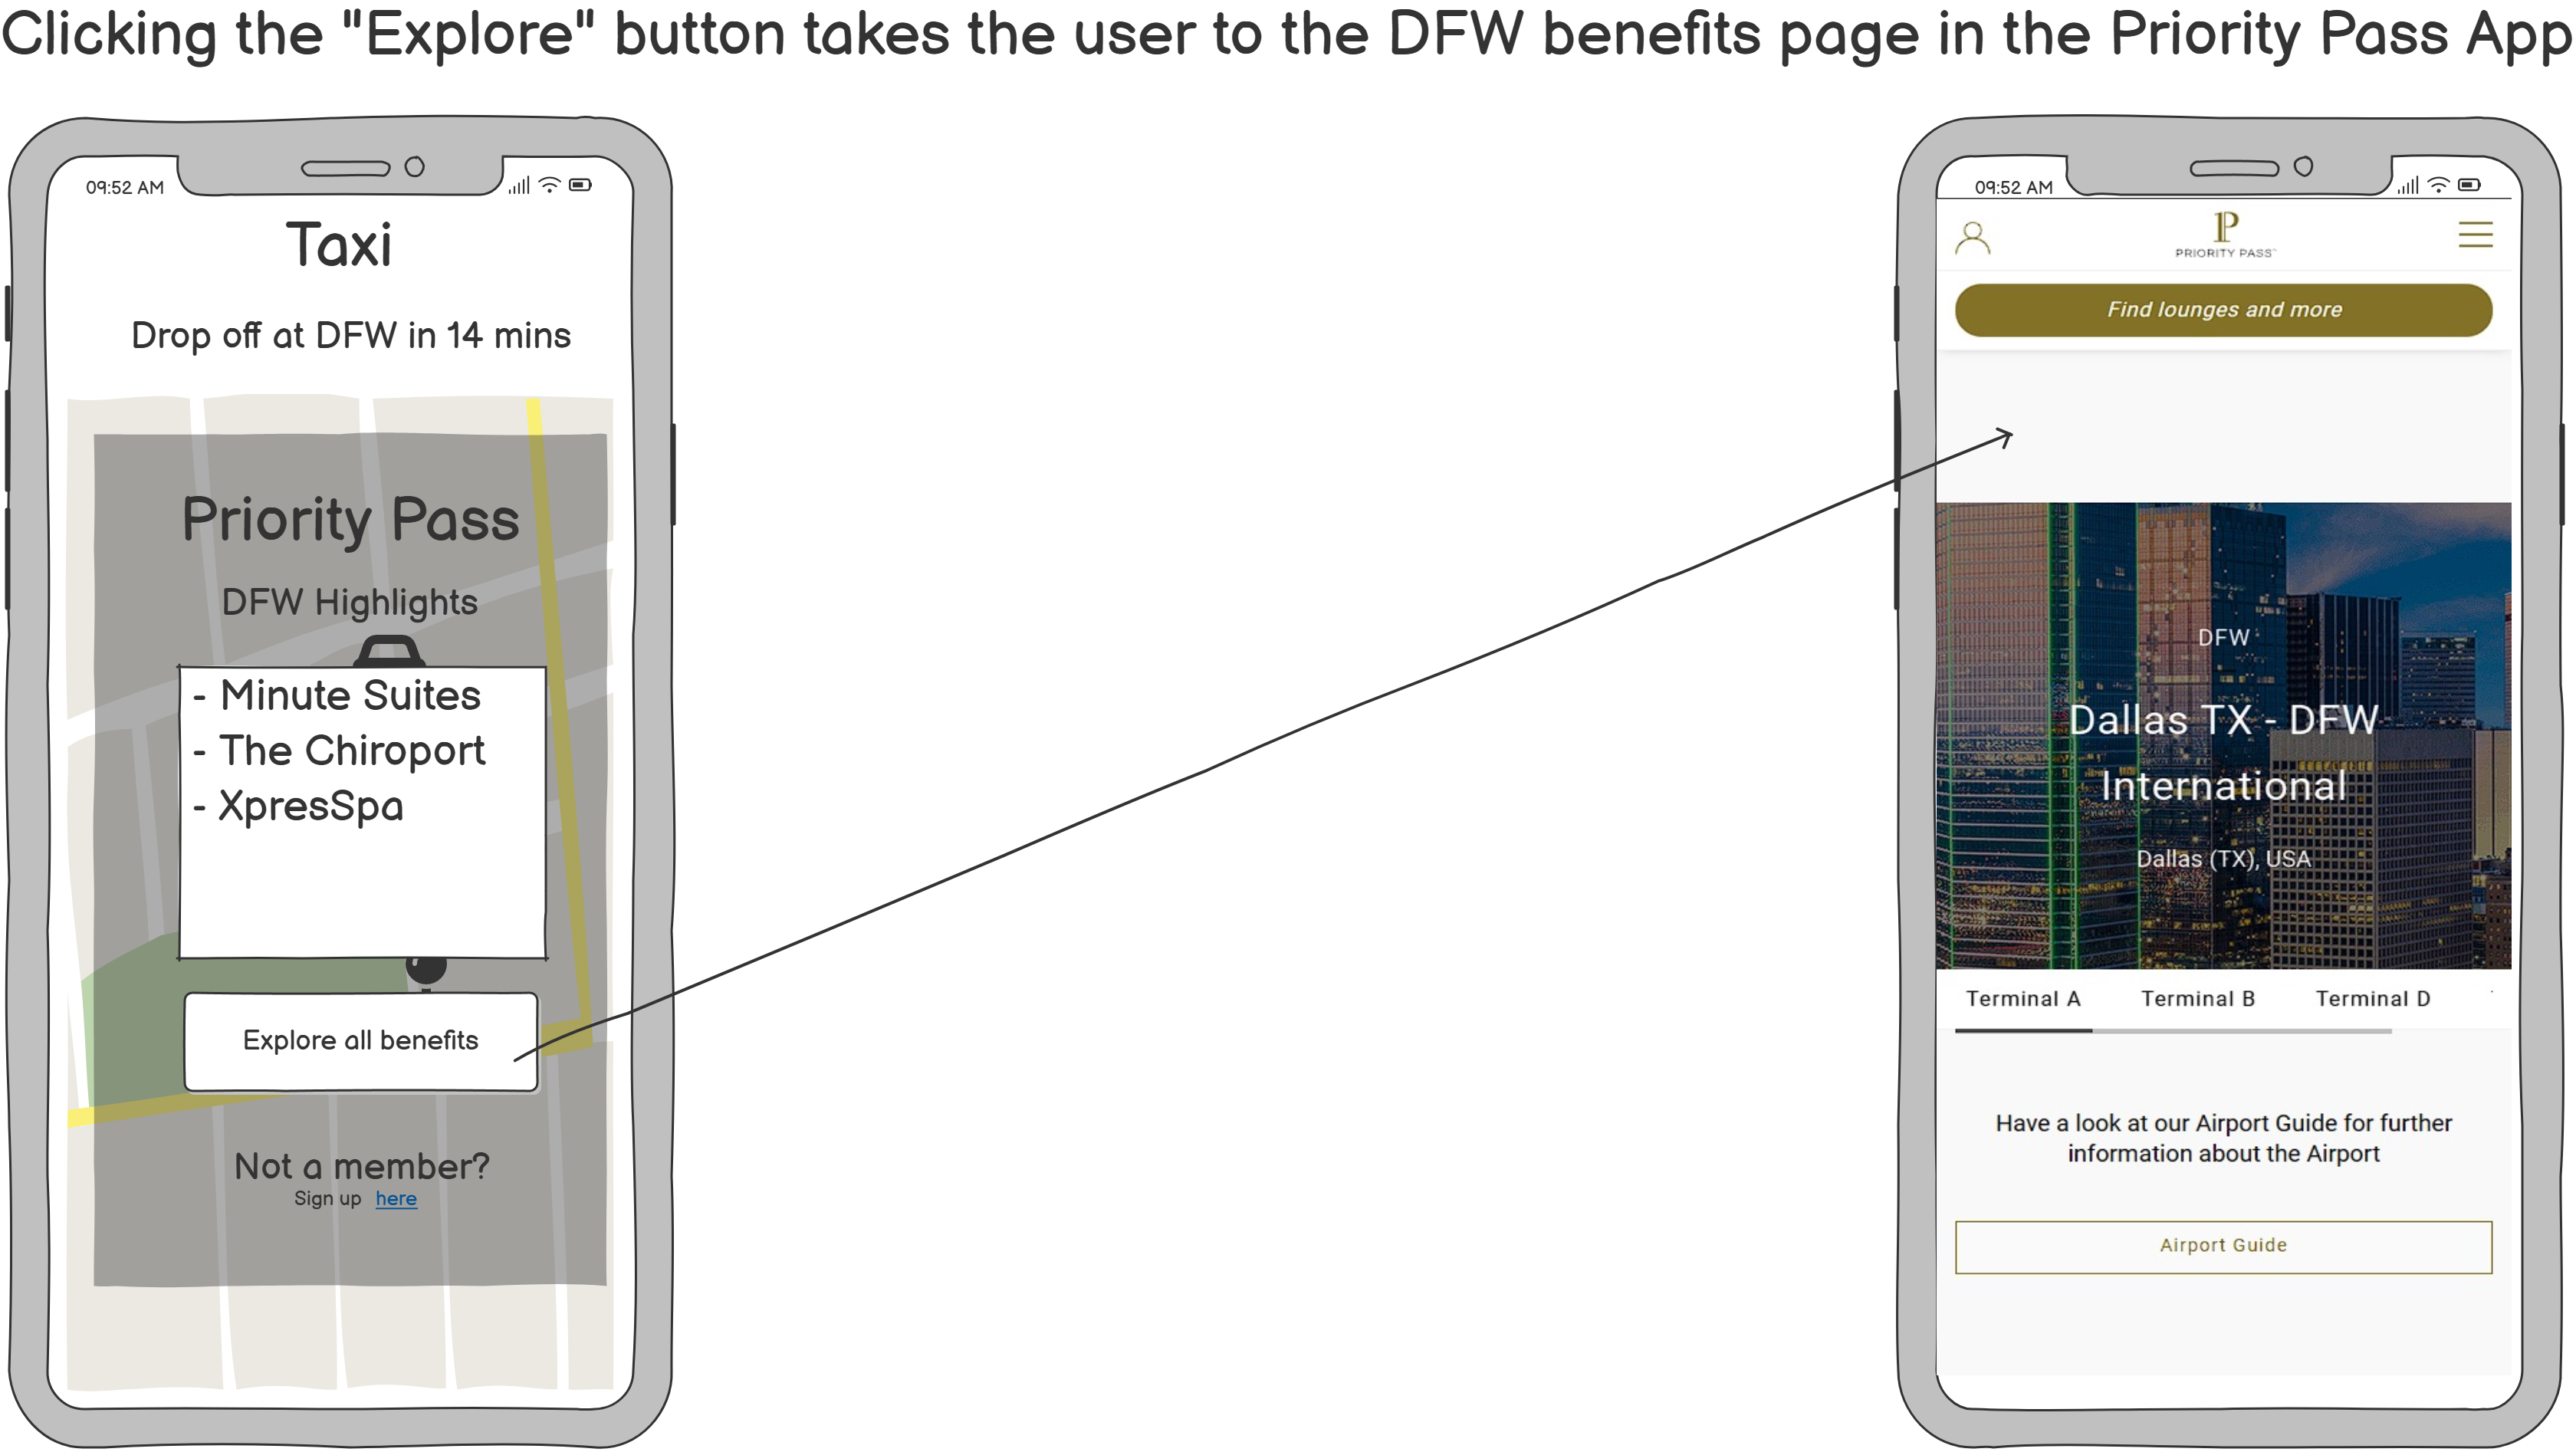 Clicking the "Explore" button takes the user to the DFW benefits page in the Priority Pass App
09:52 AM
Taxi
Drop off at DFW in 14 mins
Priority Pass
DFW Highlights
- Minute Suites
- The Chiroport
- XpresSpa
Explore all benefits
Not a member?
Sign up here
09:52 AM
PRIORITY PASS™
Find lounges and more
DFW
Dallas TX - DFW
International
Dallas (TX), USA
Terminal A Terminal B Terminal D
Have a look at our Airport Guide for further
information about the Airport
Airport Guide